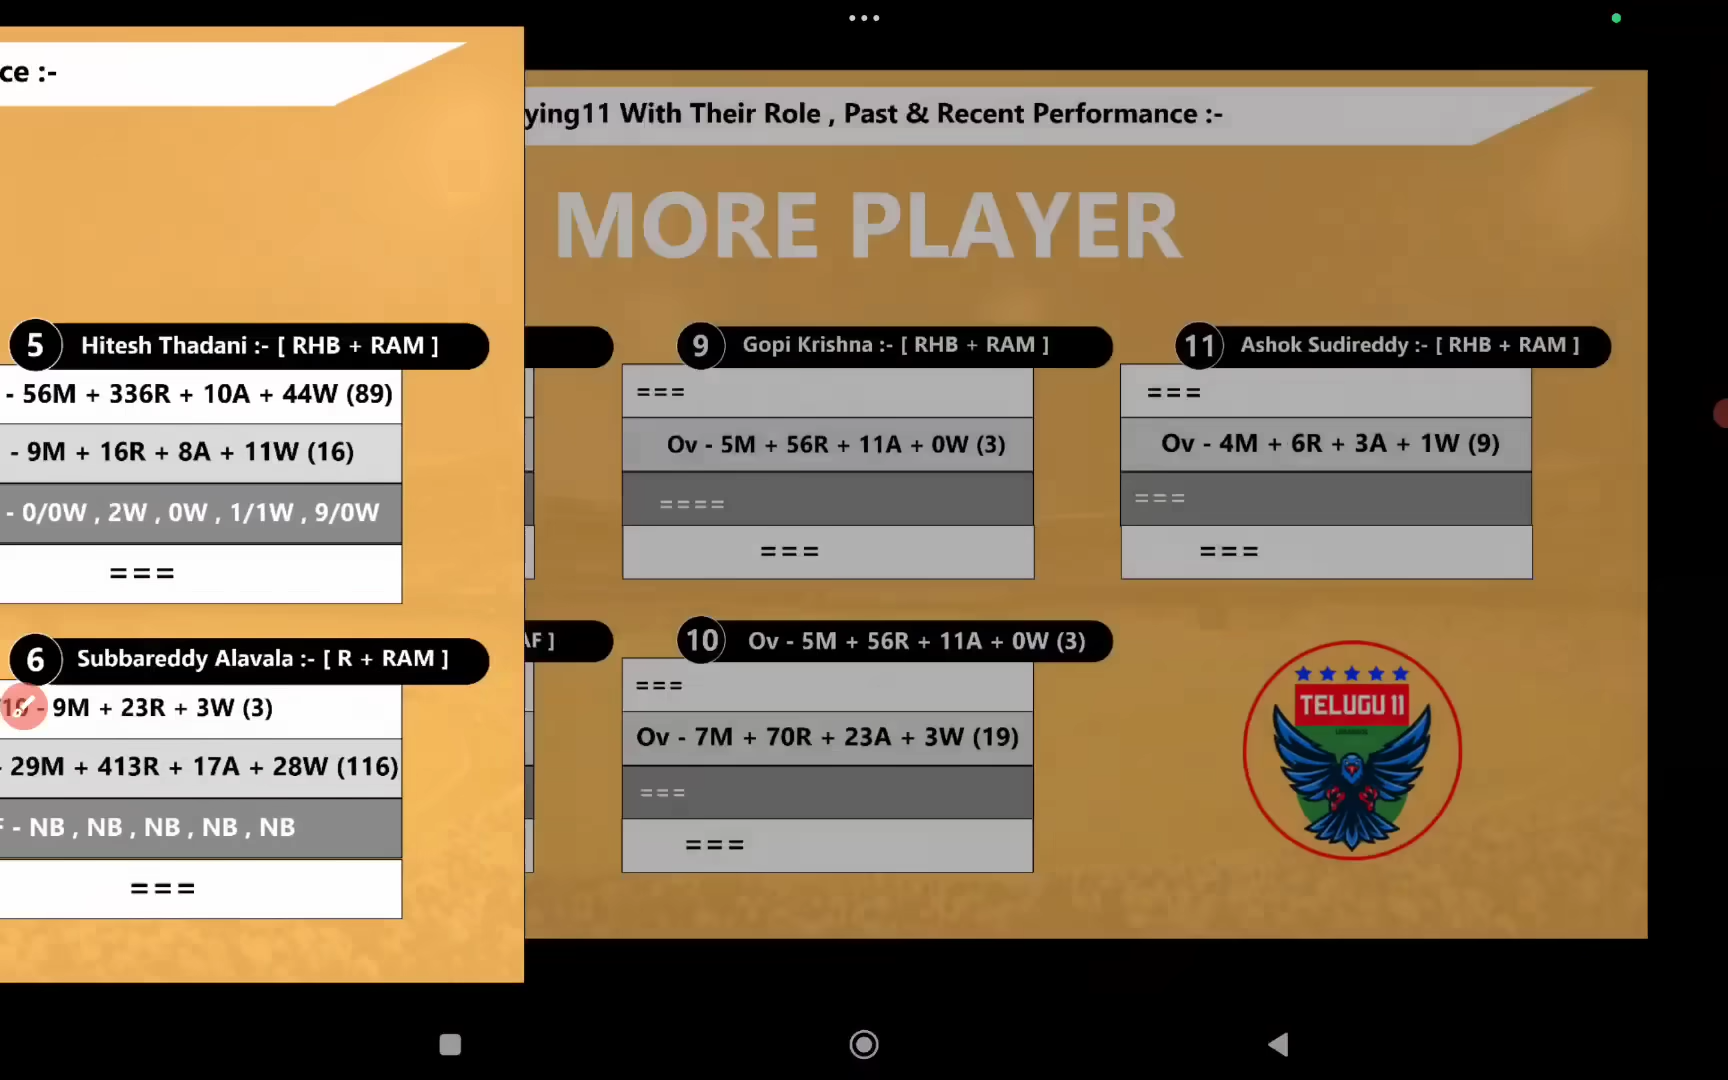 ce :-
5 Hitesh Thadani :- [ RHB + RAM ]
- 56M + 336R + 10A + 44W (89)
- 9M + 16R + 8A + 11W (16)
- 0/0W , 2W , 0W , 1/1W , 9/0W
===
6 Subbareddy Alavala :- [ R + RAM ]
- 9M + 23R + 3W (3)
- 29M + 413R + 17A + 28W (116)
- NB , NB , NB , NB , NB
===
ying11 With Their Role , Past & Recent Performance :-
MORE PLAYER
9 Gopi Krishna :- [ RHB + RAM ]
===
Ov - 5M + 56R + 11A + 0W (3)
====
===
AF ]
10 Ov - 5M + 56R + 11A + 0W (3)
===
Ov - 7M + 70R + 23A + 3W (19)
===
===
11 Ashok Sudireddy :- [ RHB + RAM ]
===
Ov - 4M + 6R + 3A + 1W (9)
===
===
TELUGU 11